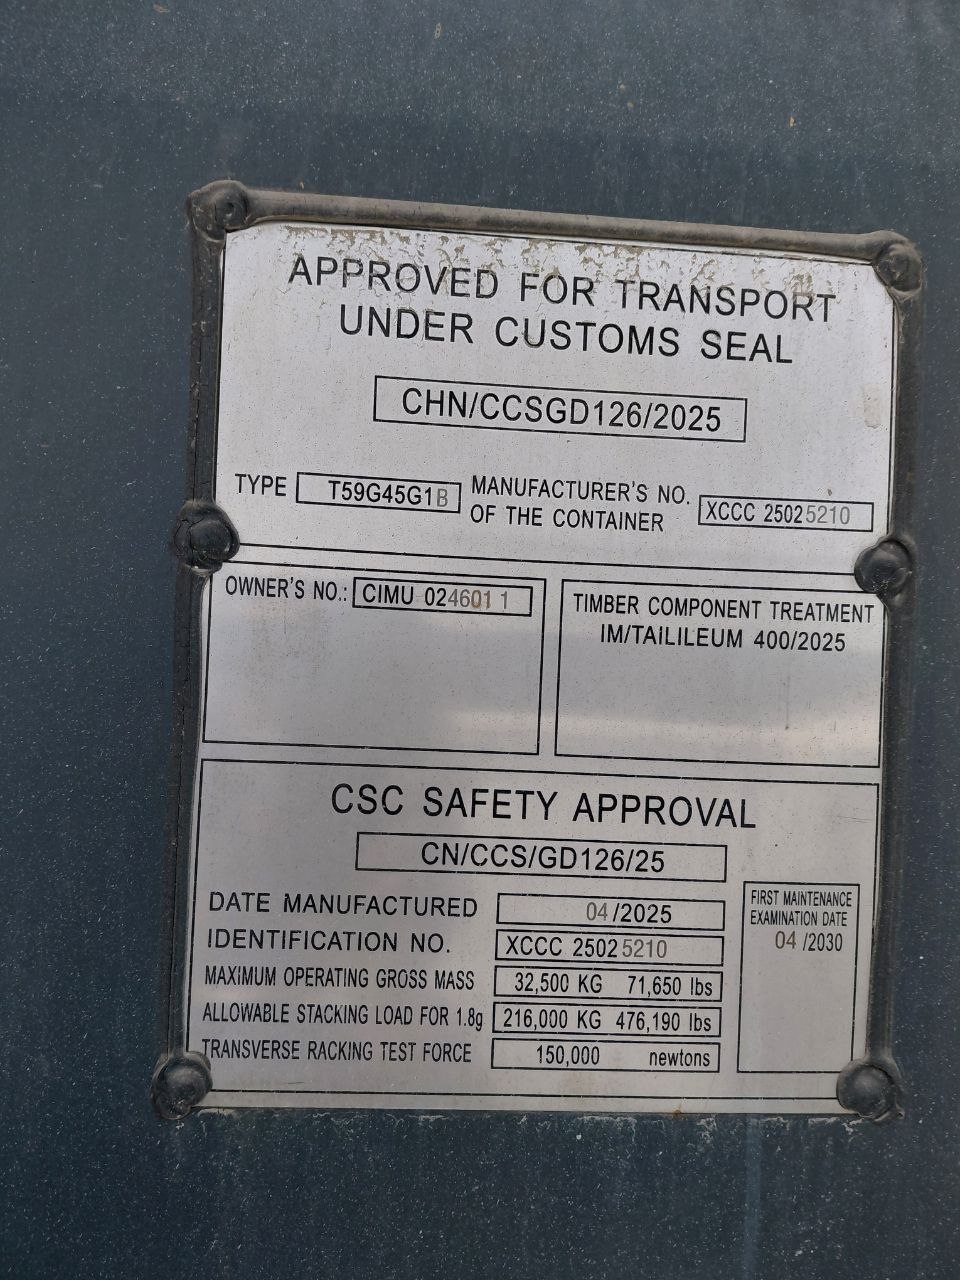 APPROVED FOR TRANSPORT
UNDER CUSTOMS SEAL
CHN/CCSGD126/2025
TYPE T59G45G1B
MANUFACTURER'S NO.
OF THE CONTAINER XCCC 25025210
OWNER'S NO.: CIMU 024601 1
TIMBER COMPONENT TREATMENT
IM/TAILILEUM 400/2025
CSC SAFETY APPROVAL
CN/CCS/GD126/25
DATE MANUFACTURED 04/2025
IDENTIFICATION NO. XCCC 25025210
MAXIMUM OPERATING GROSS MASS 32,500 KG 71,650 lbs
ALLOWABLE STACKING LOAD FOR 1.8g 216,000 KG 476,190 lbs
TRANSVERSE RACKING TEST FORCE 150,000 newtons
FIRST MAINTENANCE
EXAMINATION DATE
04 /2030